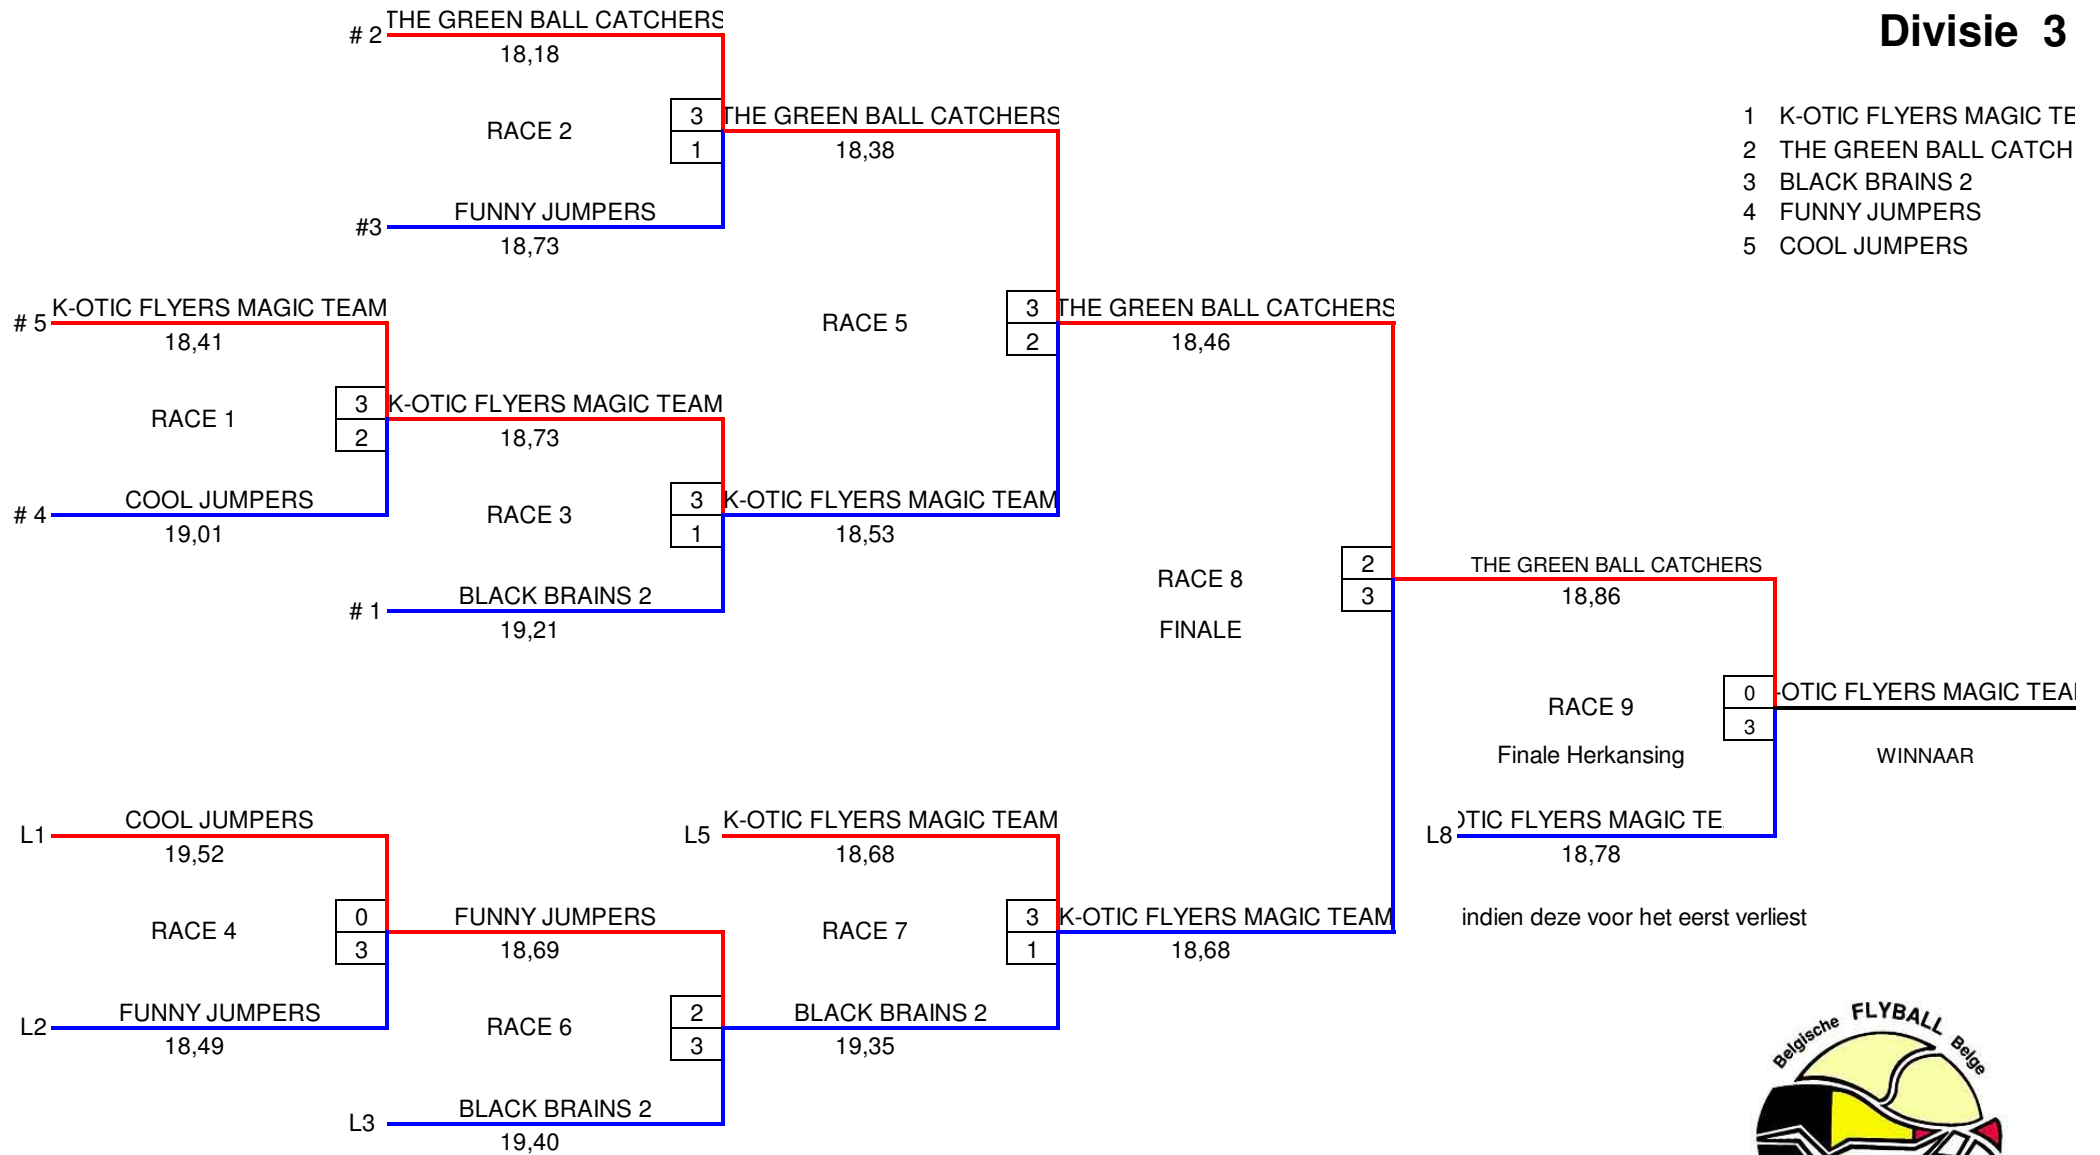 Divisie 3
1 K-OTIC FLYERS MAGIC TE
2 THE GREEN BALL CATCH
3 BLACK BRAINS 2
4 FUNNY JUMPERS
5 COOL JUMPERS
# 2 THE GREEN BALL CATCHERS
18,18
RACE 2
3
1
#3 FUNNY JUMPERS
18,73
THE GREEN BALL CATCHERS
18,38
# 5 K-OTIC FLYERS MAGIC TEAM
18,41
RACE 1
3
2
# 4 COOL JUMPERS
19,01
K-OTIC FLYERS MAGIC TEAM
18,73
RACE 3
3
1
# 1 BLACK BRAINS 2
19,21
K-OTIC FLYERS MAGIC TEAM
18,53
RACE 5
3
2
THE GREEN BALL CATCHERS
18,46
RACE 8
2
3
FINALE
THE GREEN BALL CATCHERS
18,86
RACE 9
0
3
Finale Herkansing
-OTIC FLYERS MAGIC TEA
WINNAAR
L8 OTIC FLYERS MAGIC TE
18,78
indien deze voor het eerst verliest
L1 COOL JUMPERS
19,52
RACE 4
0
3
L2 FUNNY JUMPERS
18,49
FUNNY JUMPERS
18,69
RACE 6
2
3
L3 BLACK BRAINS 2
19,40
L5 K-OTIC FLYERS MAGIC TEAM
18,68
RACE 7
3
1
BLACK BRAINS 2
19,35
K-OTIC FLYERS MAGIC TEAM
18,68
Belgische FLYBALL Belge